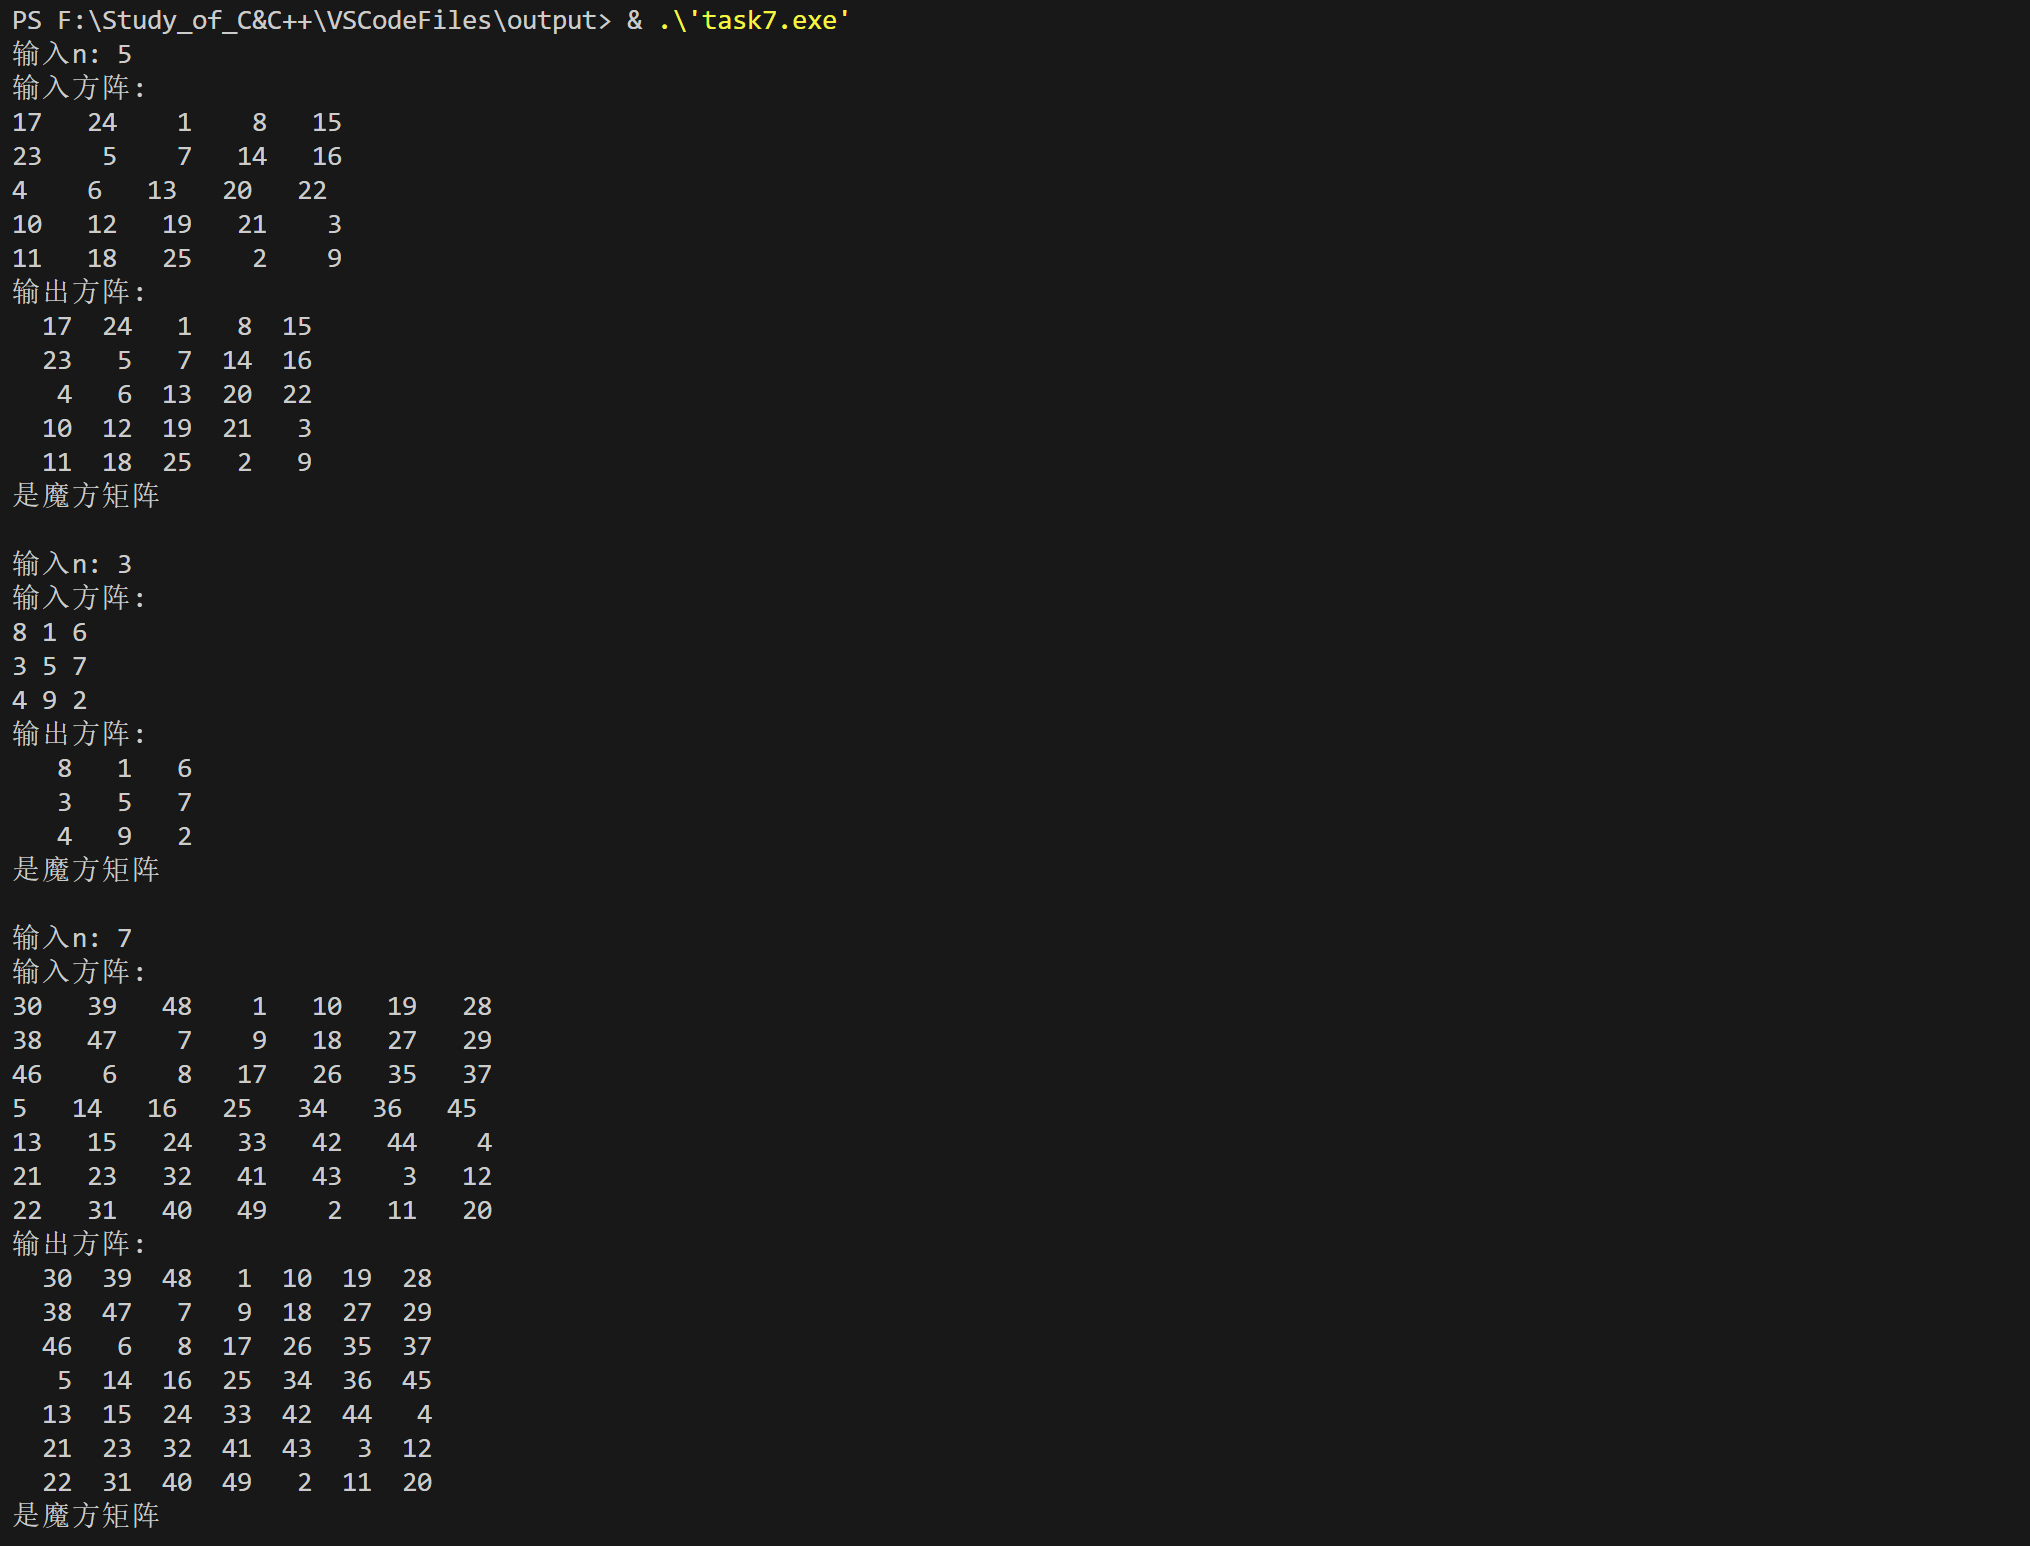 PS F:\Study_of_C&C++\VSCodeFiles\output> & .\'task7.exe'
输入n: 5
输入方阵:
17   24    1    8   15
23    5    7   14   16
4    6   13   20   22
10   12   19   21    3
11   18   25    2    9
输出方阵:
  17  24   1   8  15
  23   5   7  14  16
   4   6  13  20  22
  10  12  19  21   3
  11  18  25   2   9
是魔方矩阵

输入n: 3
输入方阵:
8 1 6
3 5 7
4 9 2
输出方阵:
   8   1   6
   3   5   7
   4   9   2
是魔方矩阵

输入n: 7
输入方阵:
30   39   48    1   10   19   28
38   47    7    9   18   27   29
46    6    8   17   26   35   37
5   14   16   25   34   36   45
13   15   24   33   42   44    4
21   23   32   41   43    3   12
22   31   40   49    2   11   20
输出方阵:
  30  39  48   1  10  19  28
  38  47   7   9  18  27  29
  46   6   8  17  26  35  37
   5  14  16  25  34  36  45
  13  15  24  33  42  44   4
  21  23  32  41  43   3  12
  22  31  40  49   2  11  20
是魔方矩阵